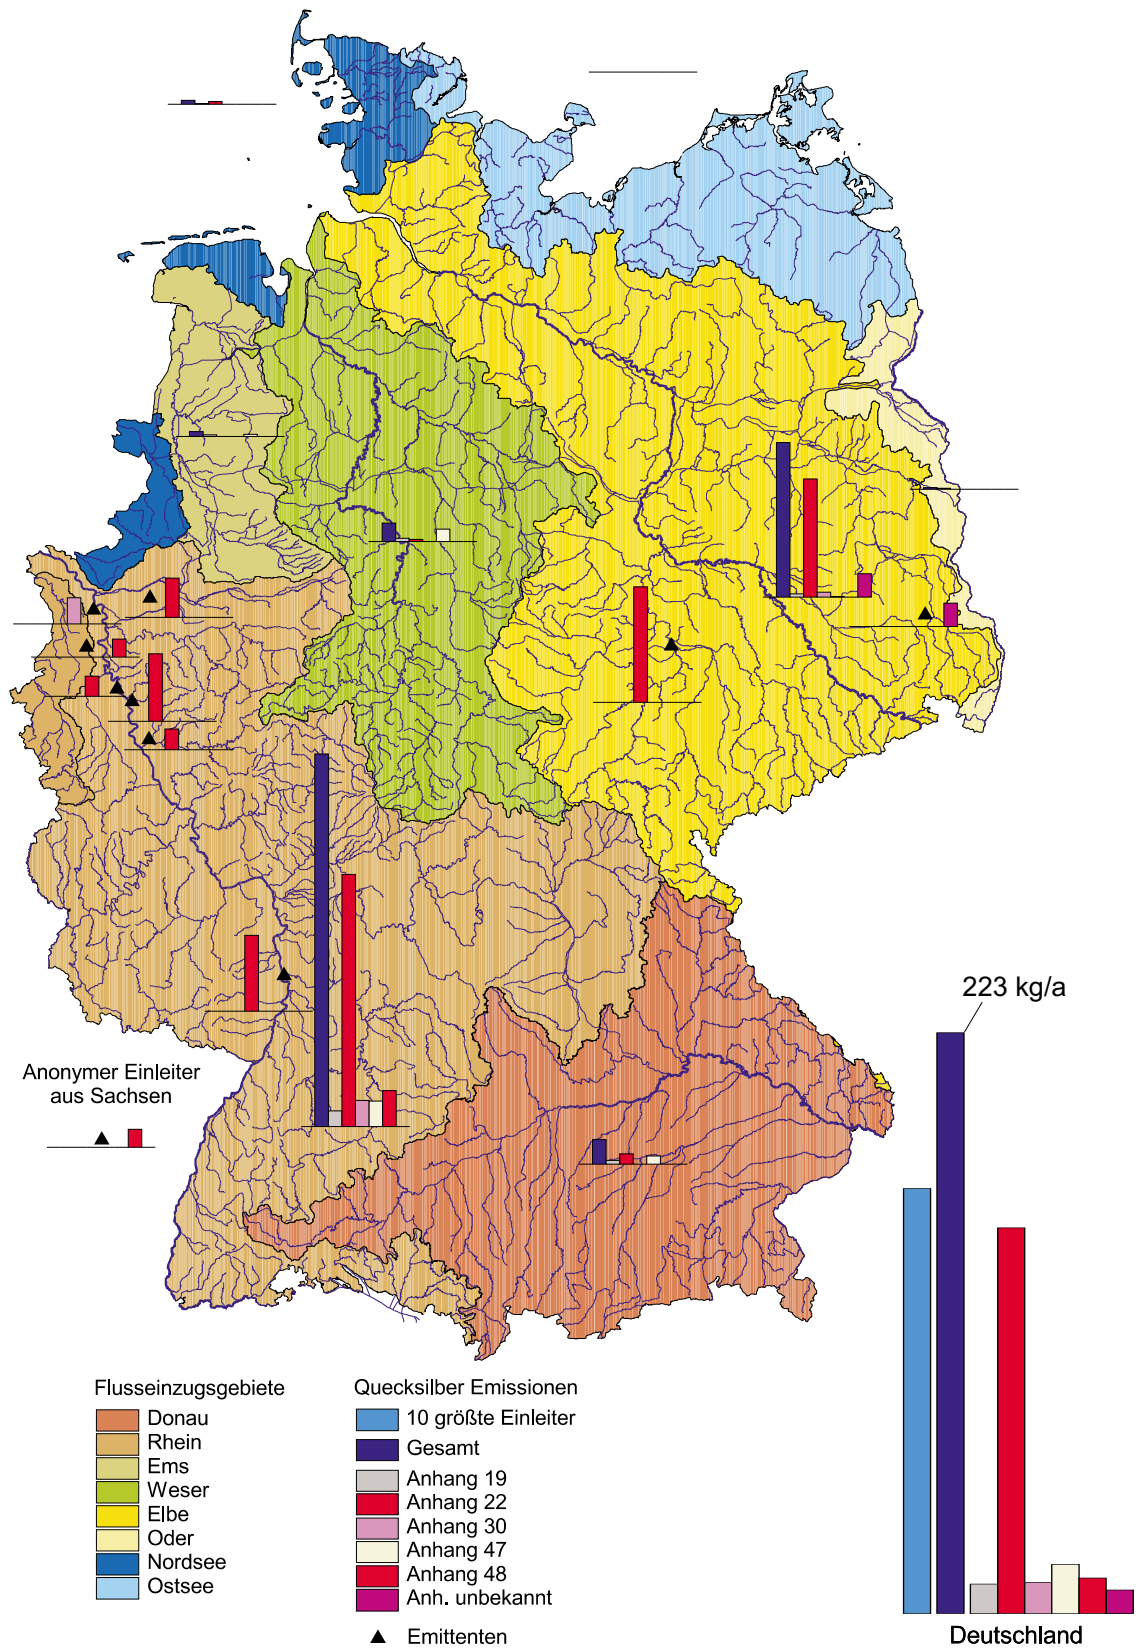 223 kg/a
Anonymer Einleiter
aus Sachsen
Flusseinzugsgebiete
Donau
Rhein
Ems
Weser
Elbe
Oder
Nordsee
Ostsee
Quecksilber Emissionen
10 größte Einleiter
Gesamt
Anhang 19
Anhang 22
Anhang 30
Anhang 47
Anhang 48
Anh. unbekannt
Emittenten
Deutschland